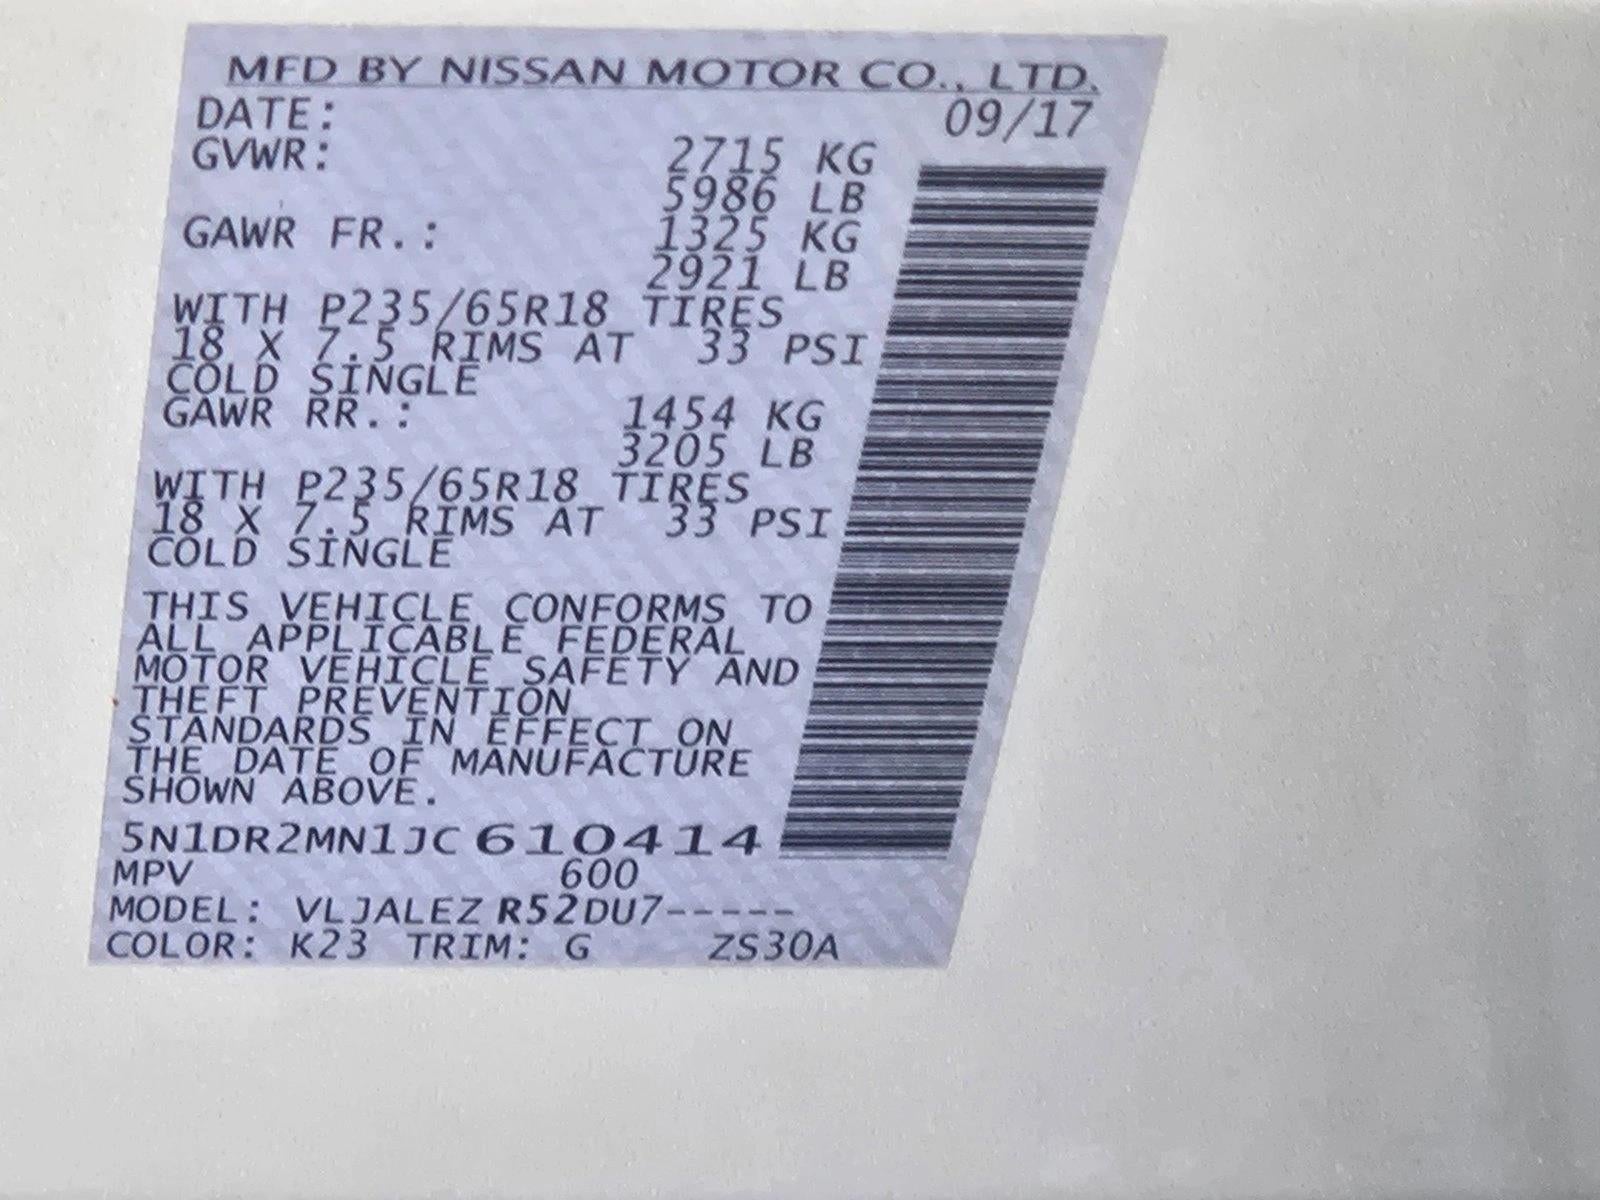 MFD BY NISSAN MOTOR CO., LTD.
DATE: 09/17
GVWR: 2715 KG
5986 LB
GAWR FR.: 1325 KG
2921 LB
WITH P235/65R18 TIRES
18 X 7.5 RIMS AT 33 PSI
COLD SINGLE
GAWR RR.: 1454 KG
3205 LB
WITH P235/65R18 TIRES
18 X 7.5 RIMS AT 33 PSI
COLD SINGLE
THIS VEHICLE CONFORMS TO
ALL APPLICABLE FEDERAL
MOTOR VEHICLE SAFETY AND
THEFT PREVENTION
STANDARDS IN EFFECT ON
THE DATE OF MANUFACTURE
SHOWN ABOVE.
5N1DR2MN1JC610414
MPV 600
MODEL: VLJALEZ R52DU7-----
COLOR: K23 TRIM: G ZS30A